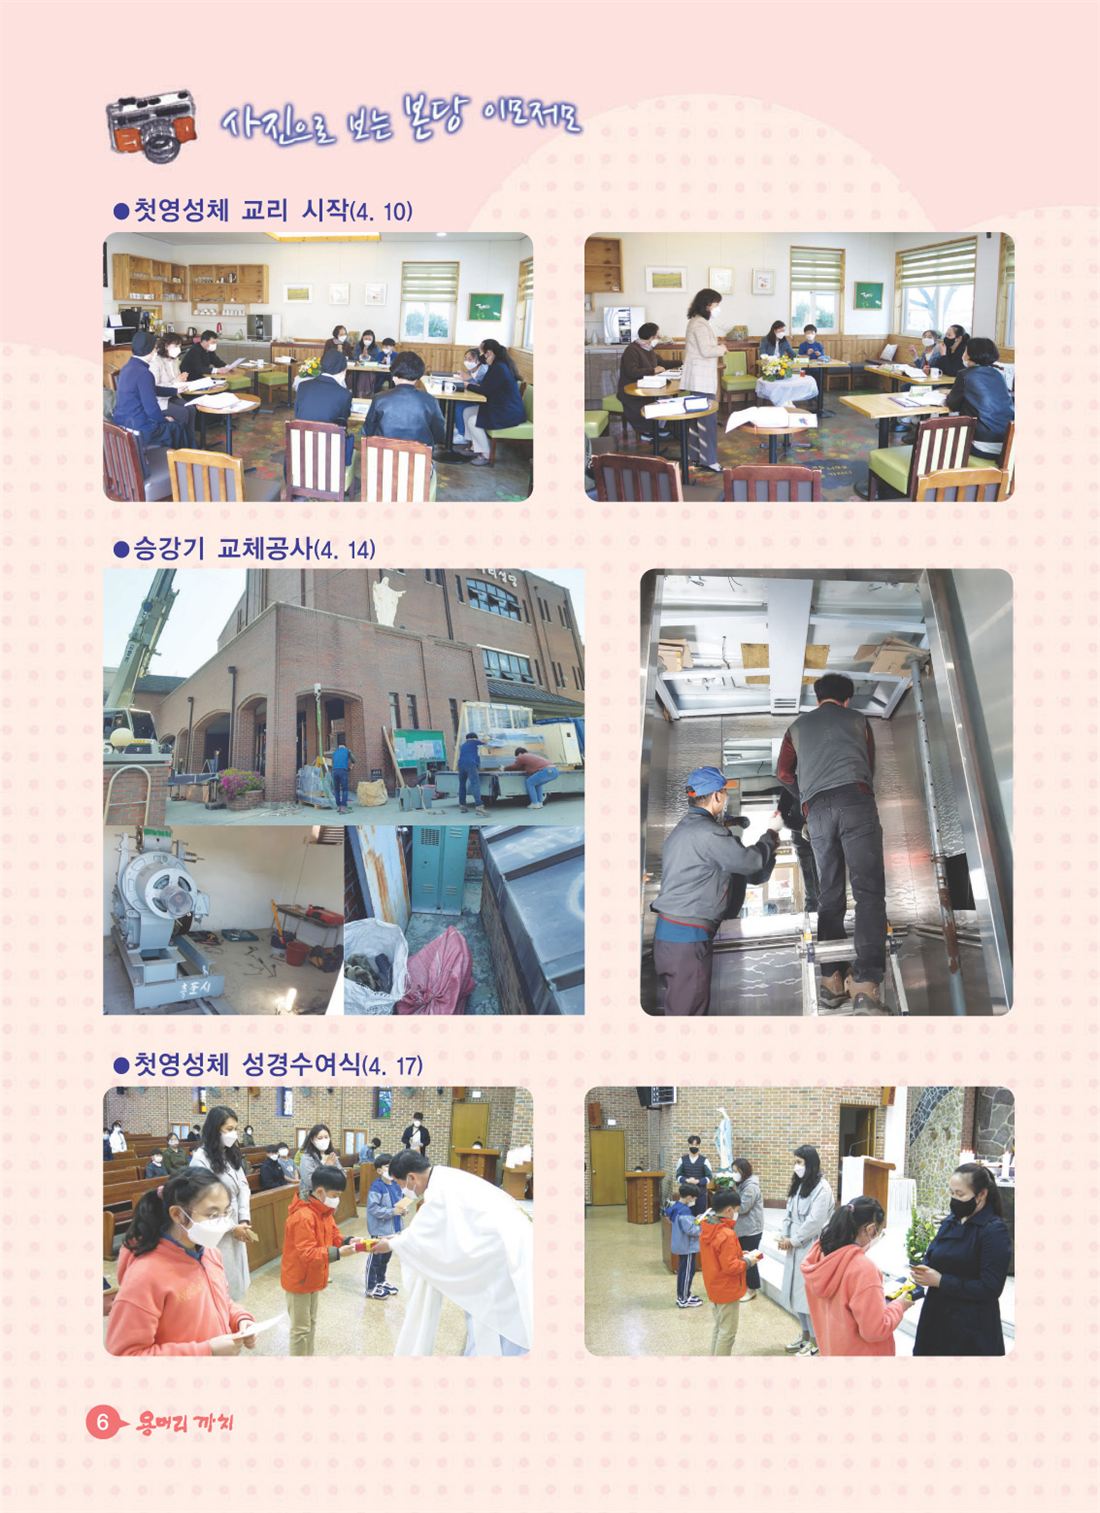 사진으로 보는 본당 이모저모
●첫영성체 교리 시작(4. 10)
●승강기 교체공사(4. 14)
●첫영성체 성경수여식(4. 17)
6 용머리 까치